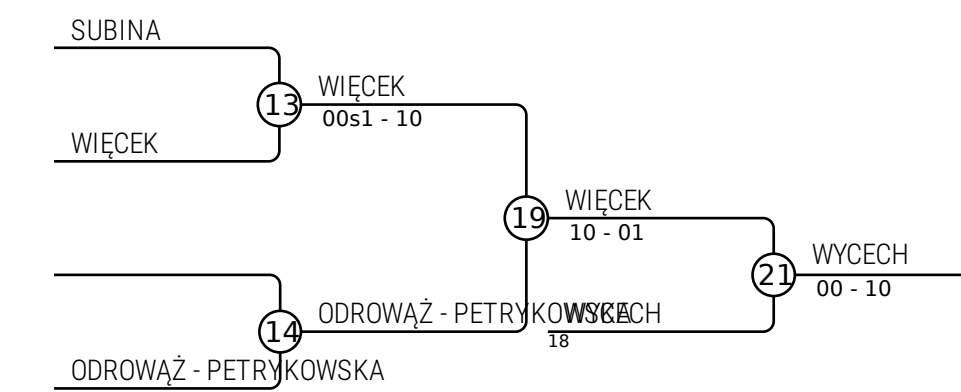 SUBINA
13
WIĘCEK
00s1 - 10
WIĘCEK
19
WIĘCEK
10 - 01
21
WYCECH
00 - 10
14
ODROWĄŻ - PETRYKOWSKA
WYCECH
18
ODROWĄŻ - PETRYKOWSKA